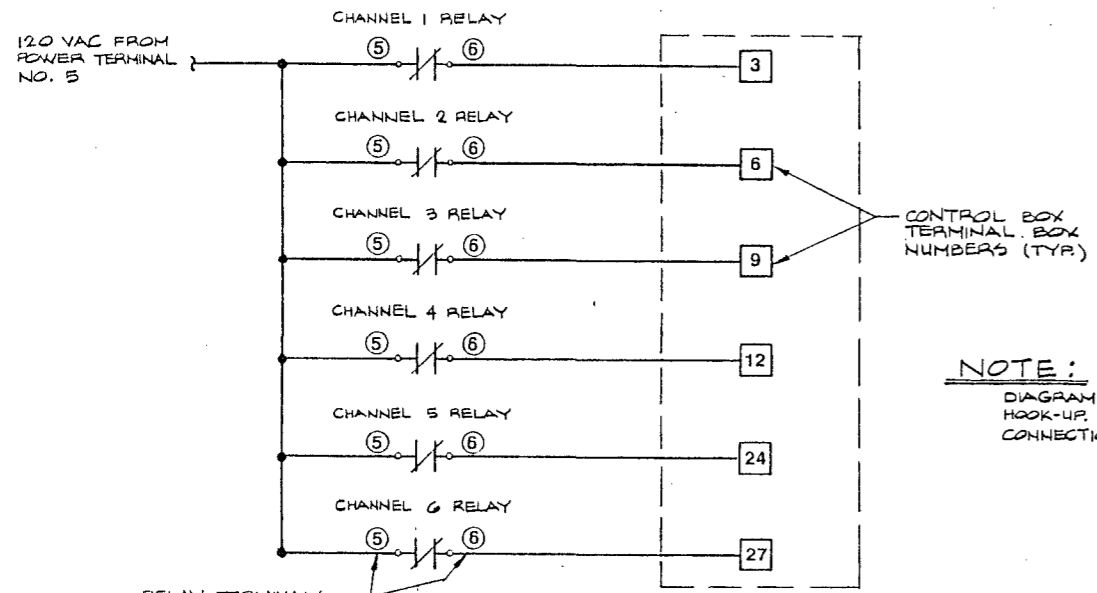 CHANNEL 1 RELAY
120 VAC FROM
POWER TERMINAL
NO. 5
5 6
3
CHANNEL 2 RELAY
5 6
6
CHANNEL 3 RELAY
5 6
9
CONTROL BOX
TERMINAL BOX
NUMBERS (TYP.)
CHANNEL 4 RELAY
5 6
12
NOTE:
DIAGRAM
HOOK-UP.
CHANNEL 5 RELAY
5 6
24
CHANNEL 6 RELAY
5 6
27